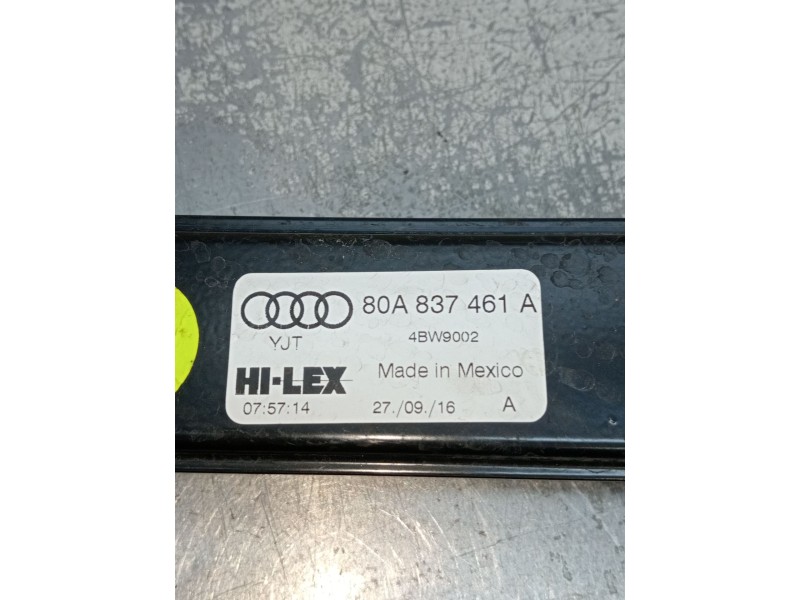 80A 837 461 A
YJT 4BW9002
HI-LEX Made in Mexico
07:57:14 27./09./16 A